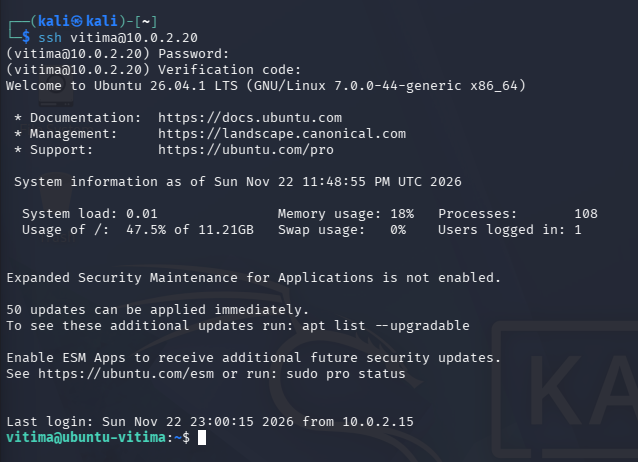 ┌──(kali㉿kali)-[~]
└─$ ssh vitima@10.0.2.20
(vitima@10.0.2.20) Password:
(vitima@10.0.2.20) Verification code:
Welcome to Ubuntu 26.04.1 LTS (GNU/Linux 7.0.0-44-generic x86_64)

 * Documentation:  https://docs.ubuntu.com
 * Management:     https://landscape.canonical.com
 * Support:        https://ubuntu.com/pro

 System information as of Sun Nov 22 11:48:55 PM UTC 2026

  System load: 0.01               Memory usage: 18%   Processes:       108
  Usage of /:  47.5% of 11.21GB   Swap usage:   0%    Users logged in: 1

Expanded Security Maintenance for Applications is not enabled.

50 updates can be applied immediately.
To see these additional updates run: apt list --upgradable

Enable ESM Apps to receive additional future security updates.
See https://ubuntu.com/esm or run: sudo pro status

Last login: Sun Nov 22 23:00:15 2026 from 10.0.2.15
vitima@ubuntu-vitima:~$
KA